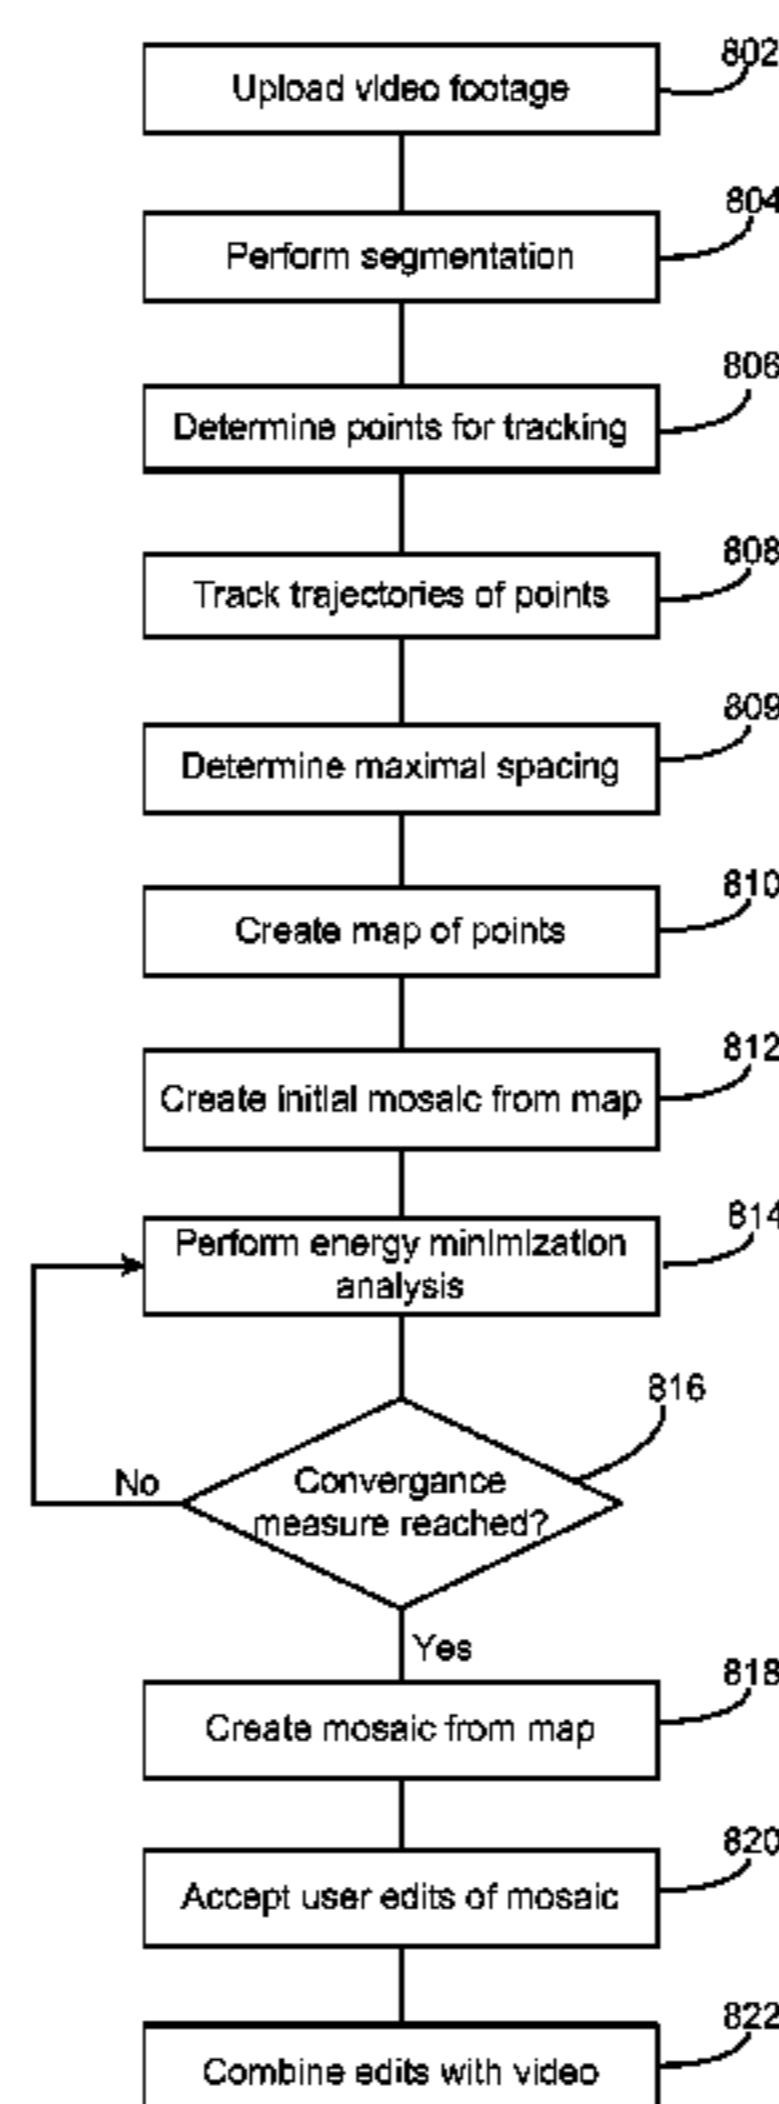 802
Upload video footage
804
Perform segmentation
806
Determine points for tracking
808
Track trajectories of points
809
Determine maximal spacing
810
Create map of points
812
Create initial mosaic from map
814
Perform energy minimization
analysis
816
No
Convergance
measure reached?
Yes
818
Create mosaic from map
820
Accept user edits of mosaic
822
Combine edits with video